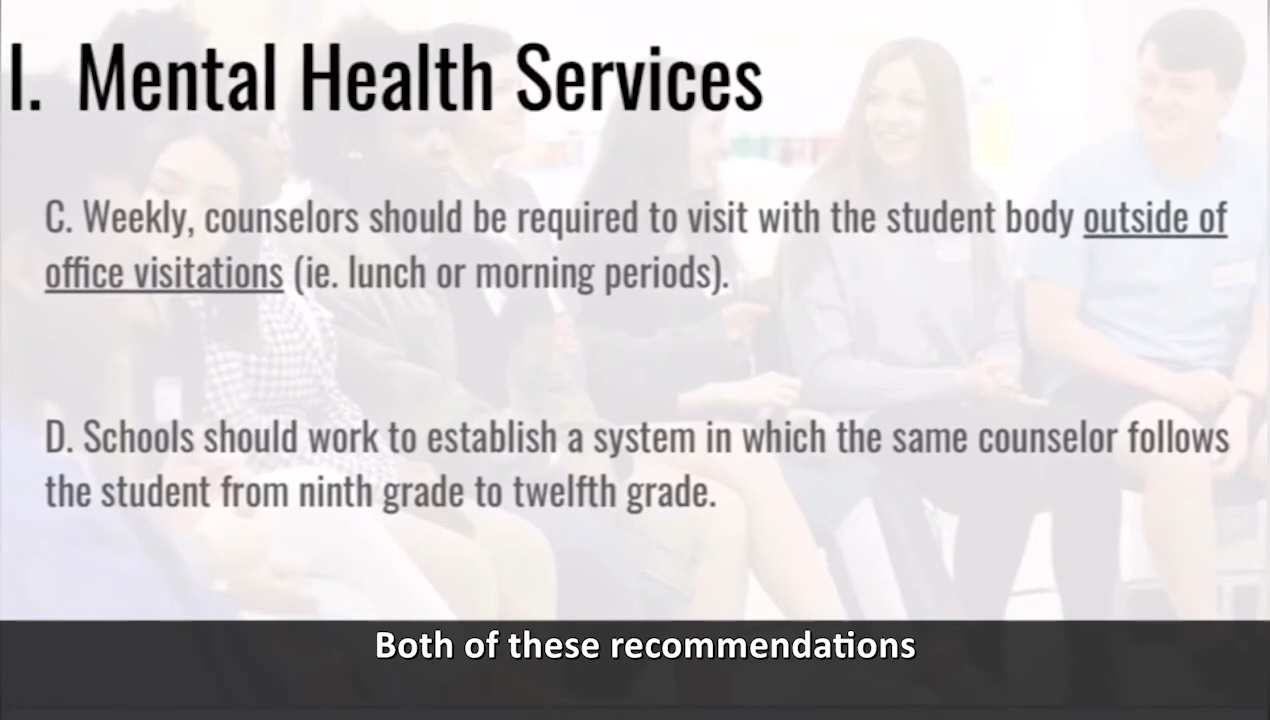 I. Mental Health Services
C. Weekly, counselors should be required to visit with the student body outside of
office visitations (ie. lunch or morning periods).
D. Schools should work to establish a system in which the same counselor follows
the student from ninth grade to twelfth grade.
Both of these recommendations